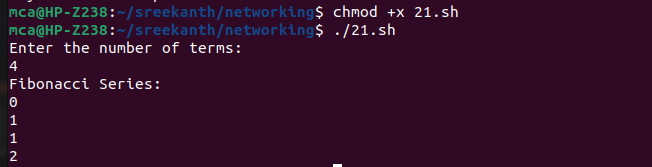 mca@HP-Z238:~/sreekanth/networking$ chmod +x 21.sh
mca@HP-Z238:~/sreekanth/networking$ ./21.sh
Enter the number of terms:
4
Fibonacci Series:
0
1
1
2